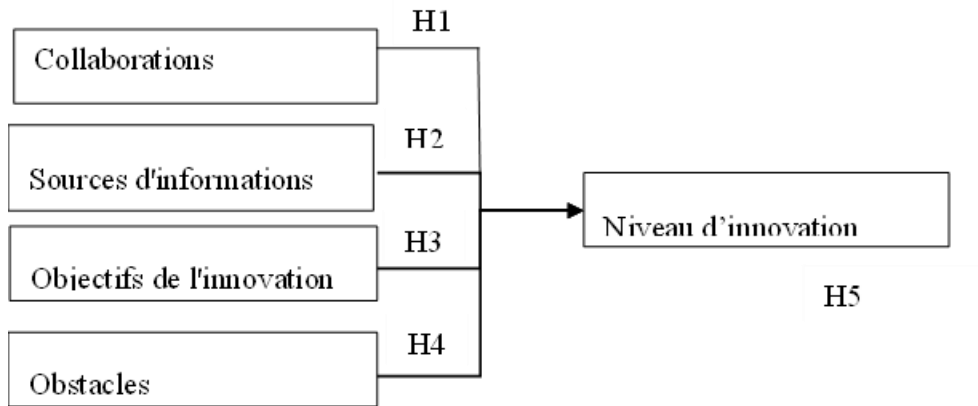 H1
Collaborations
H2
Sources d'informations
Niveau d’innovation
H3
Objectifs de l'innovation
H5
H4
Obstacles